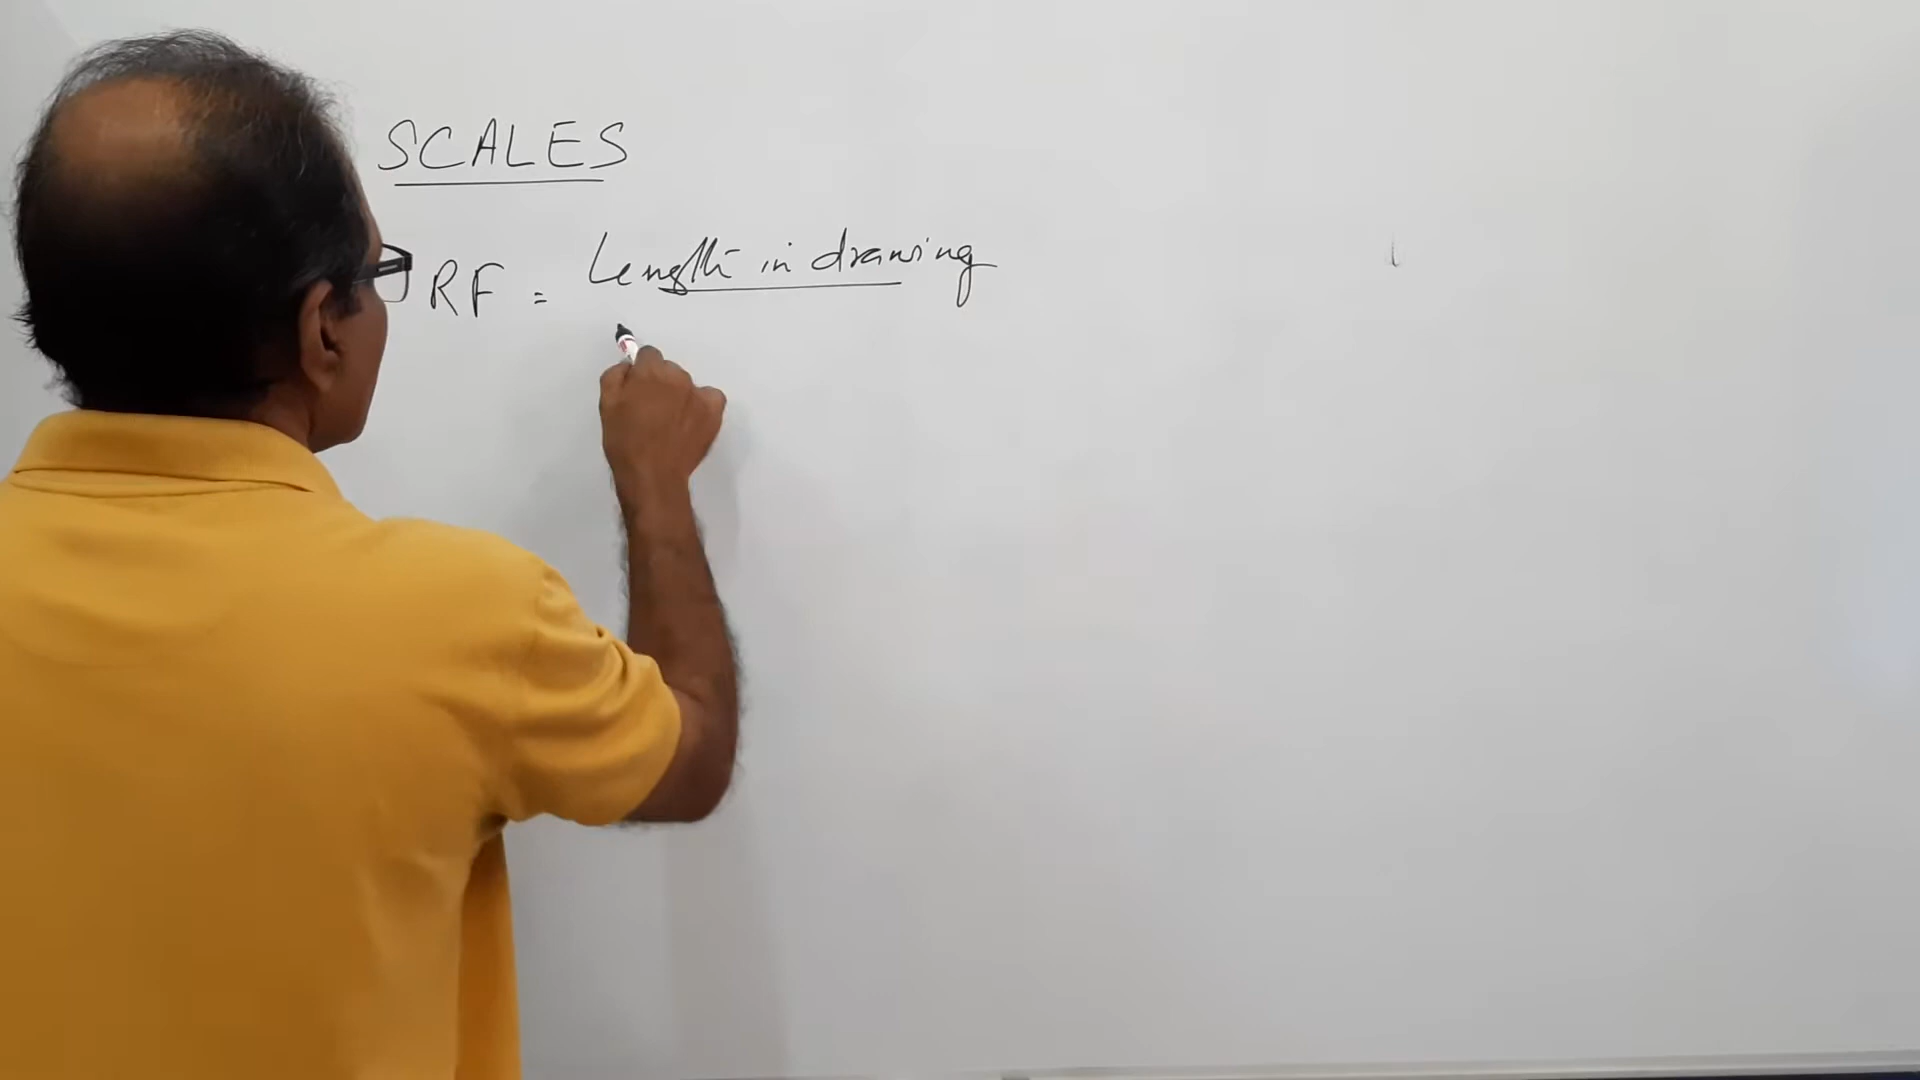 SCALES
RF = Length in drawing